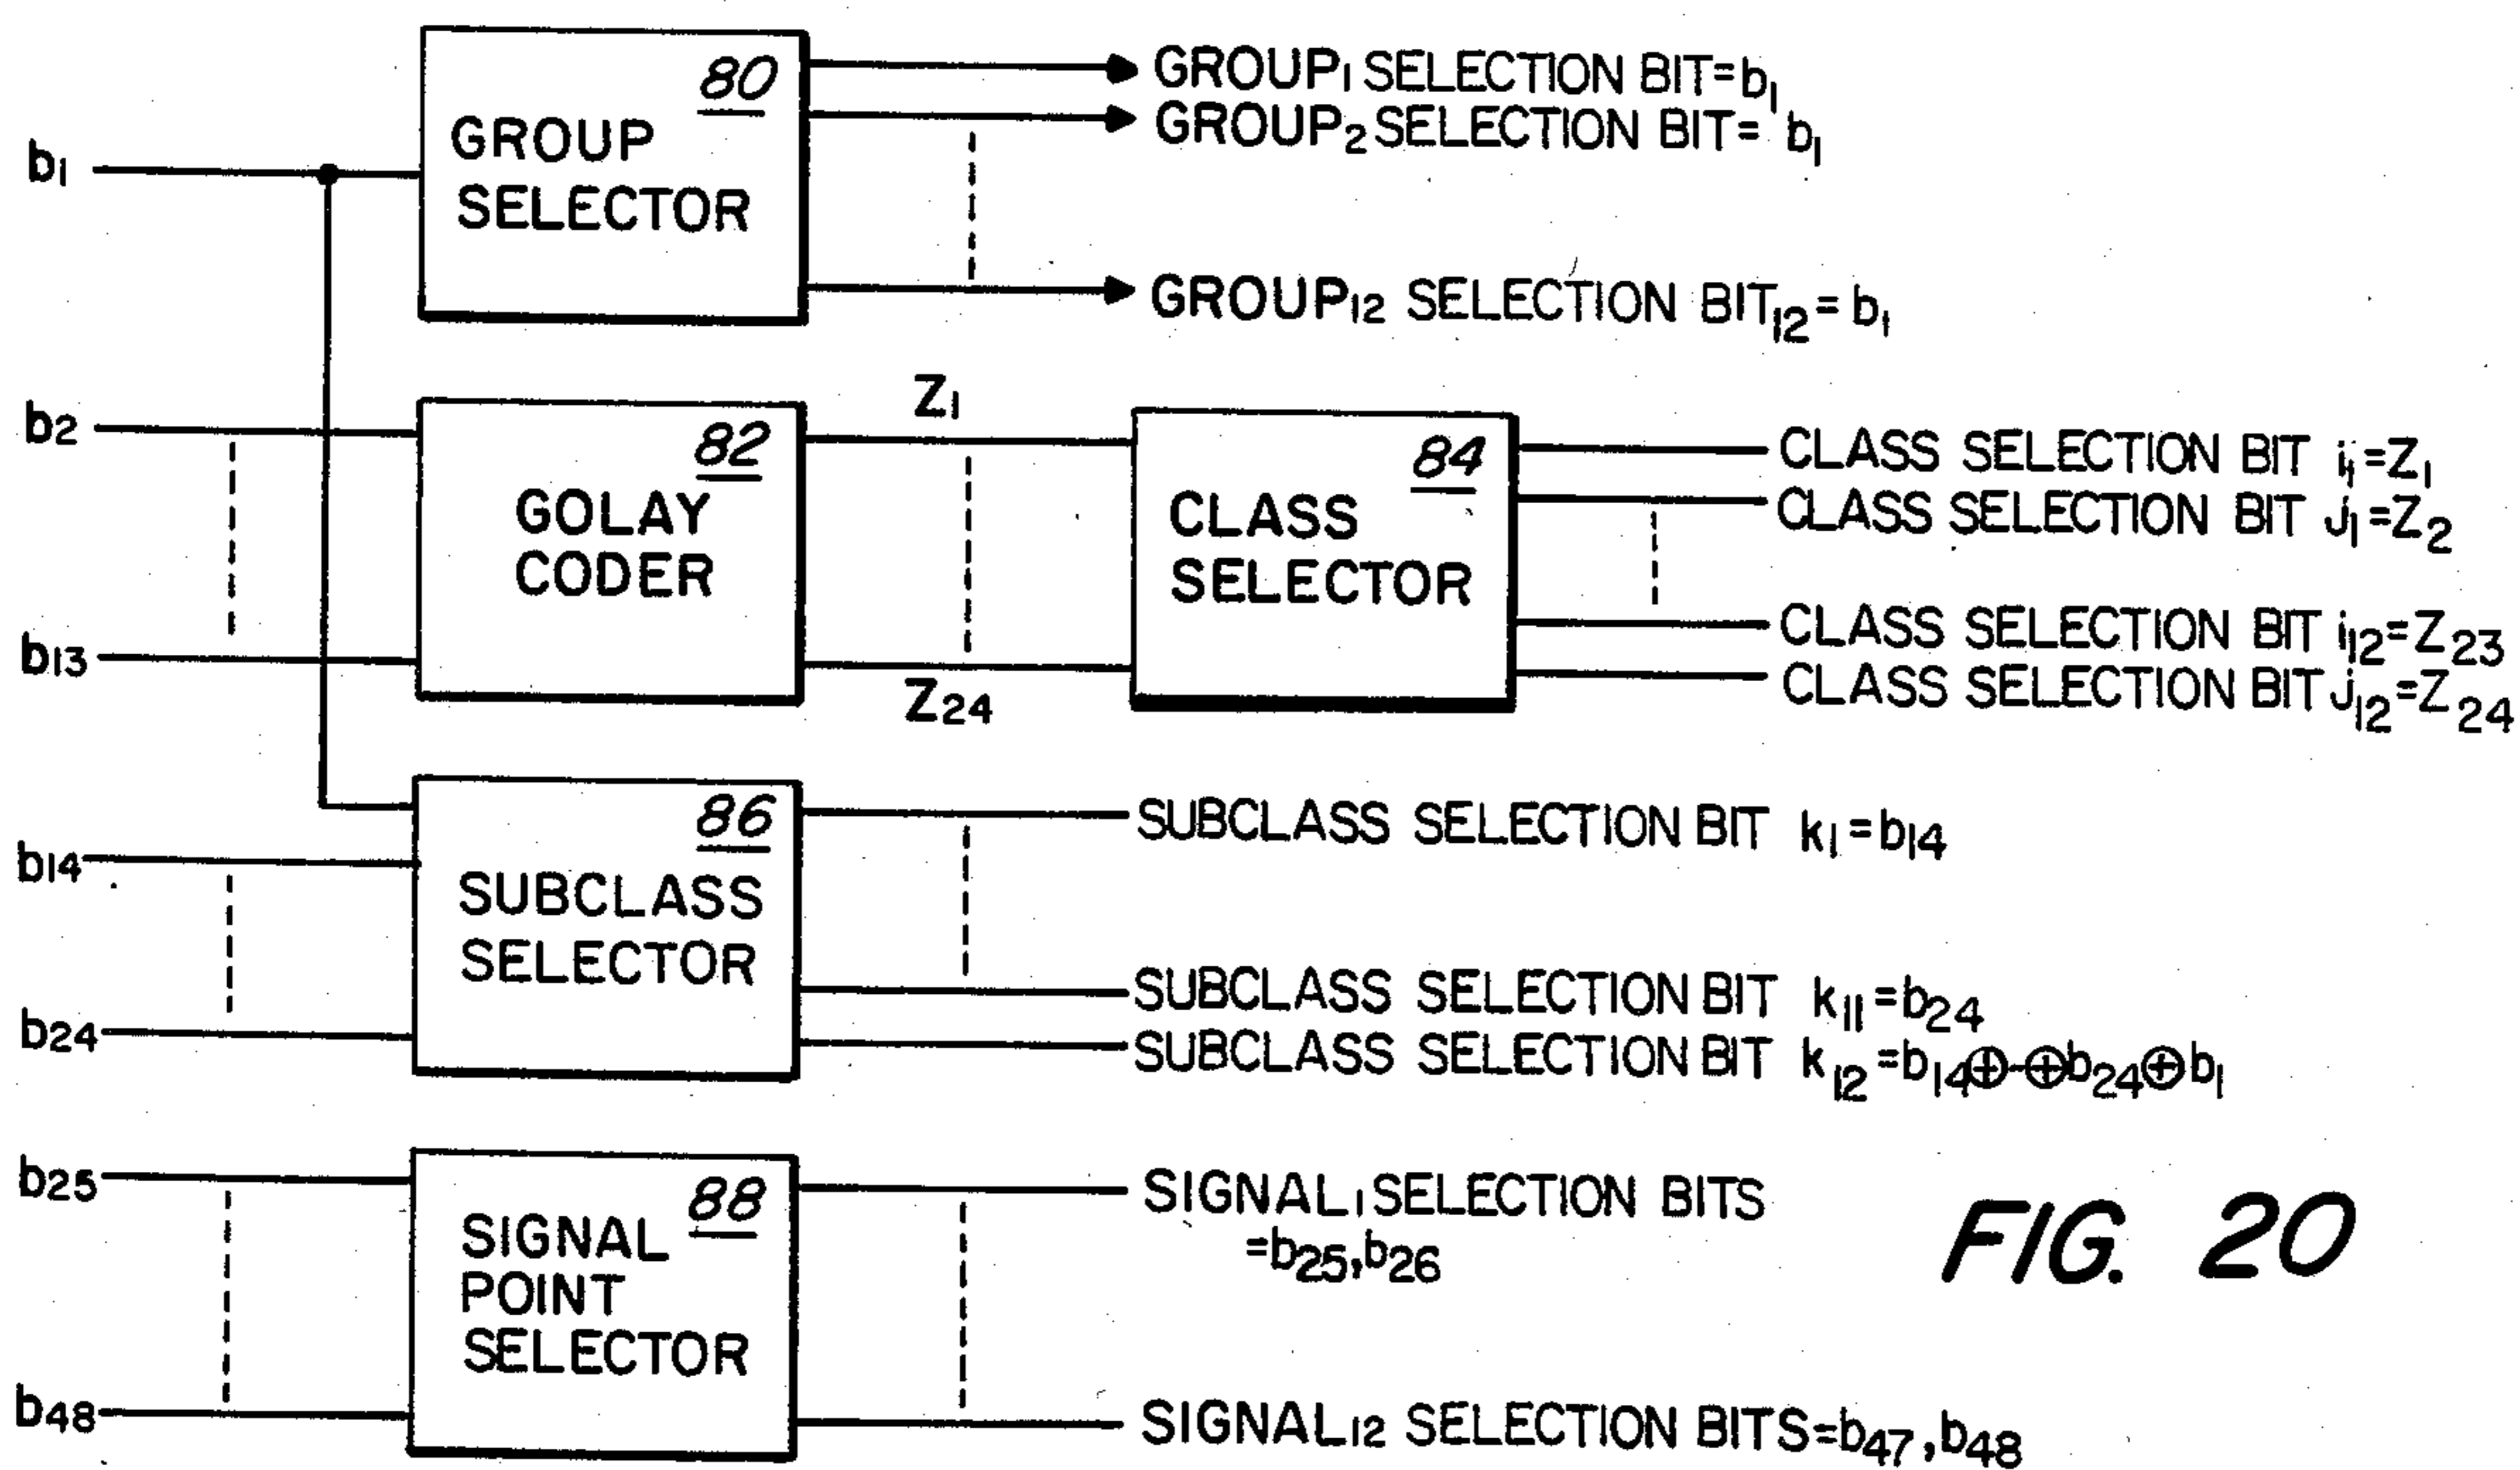 80
GROUP
SELECTOR
b1
GROUP1 SELECTION BIT=b1
GROUP2 SELECTION BIT= b1
GROUP12 SELECTION BIT12=b1
b2
b13
82
GOLAY
CODER
Z1
Z24
84
CLASS
SELECTOR
CLASS SELECTION BIT i1=Z1
CLASS SELECTION BIT j1=Z2
CLASS SELECTION BIT i12=Z23
CLASS SELECTION BIT j12=Z24
b14
b24
86
SUBCLASS
SELECTOR
SUBCLASS SELECTION BIT k1=b14
SUBCLASS SELECTION BIT k11=b24
SUBCLASS SELECTION BIT k12=b14⊕-⊕b24⊕b1
b25
b48
88
SIGNAL
POINT
SELECTOR
SIGNAL1 SELECTION BITS
=b25,b26
SIGNAL12 SELECTION BITS=b47,b48
FIG. 20